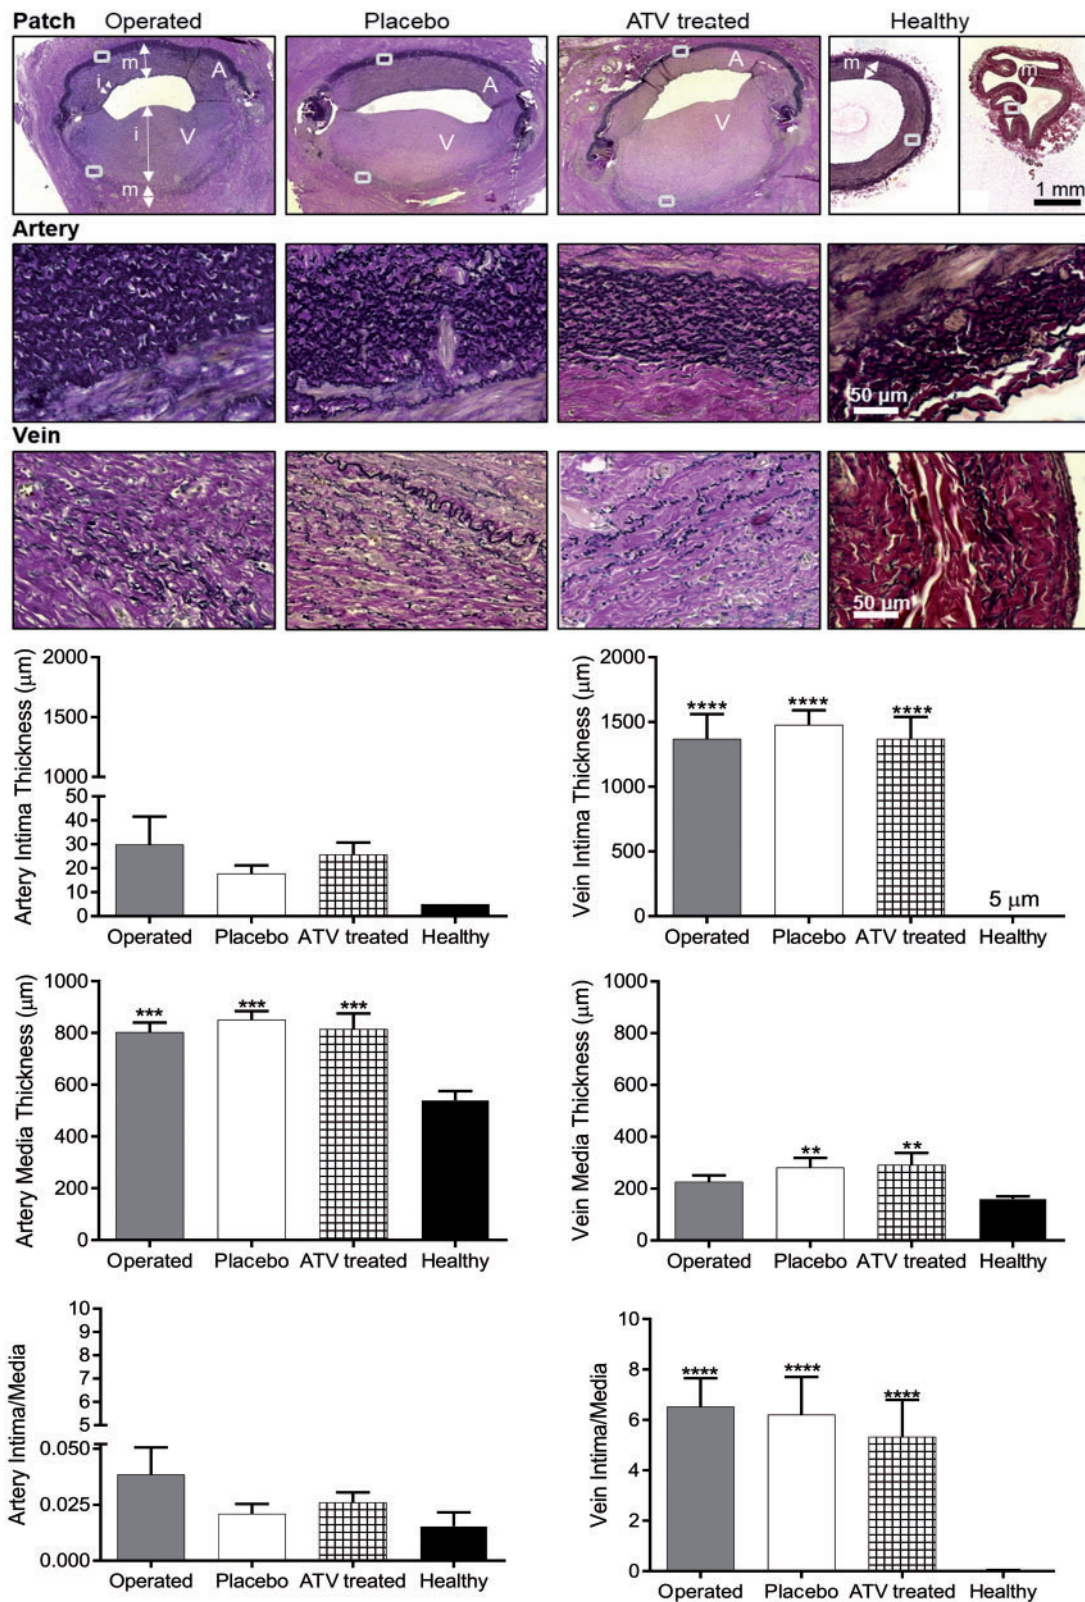 Patch Operated Placebo ATV treated Healthy
m A i i V m
A V
A V
m m 1 mm
Artery
50 µm
Vein
50 µm
Artery Intima Thickness (µm)
2000
1500
1000
50
40
30
20
10
0
Operated Placebo ATV treated Healthy
Vein Intima Thickness (µm)
2000
1500
1000
500
0
**** **** ****
5 µm
Operated Placebo ATV treated Healthy
Artery Media Thickness (µm)
1000
800
600
400
200
0
*** *** ***
Operated Placebo ATV treated Healthy
Vein Media Thickness (µm)
1000
800
600
400
200
0
** **
Operated Placebo ATV treated Healthy
Artery Intima/Media
10
9
8
7
6
5
0.050
0.025
0.000
Operated Placebo ATV treated Healthy
Vein Intima/Media
10
8
6
4
2
0
**** **** ****
Operated Placebo ATV treated Healthy